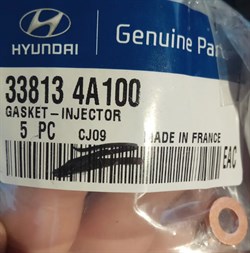 HYUNDAI
Genuine Par
33813 4A100
GASKET-INJECTOR
5 PC CJ09
MADE IN FRANCE
EAC